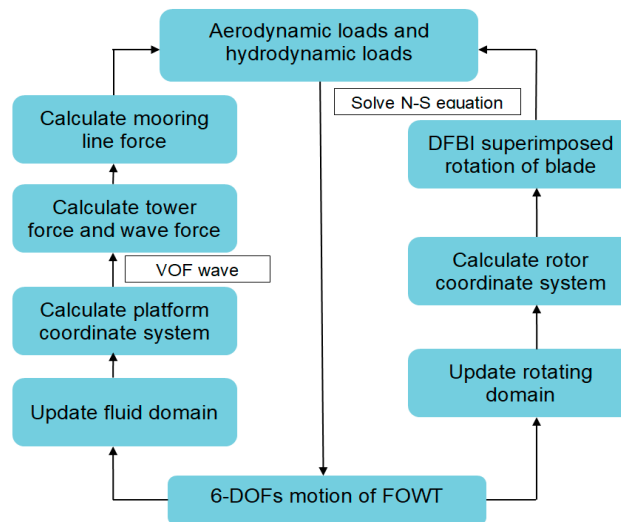 Aerodynamic loads and
hydrodynamic loads
Solve N-S equation
Calculate mooring
line force
DFBI superimposed
rotation of blade
Calculate tower
force and wave force
VOF wave
Calculate rotor
coordinate system
Calculate platform
coordinate system
Update rotating
domain
Update fluid domain
6-DOFs motion of FOWT